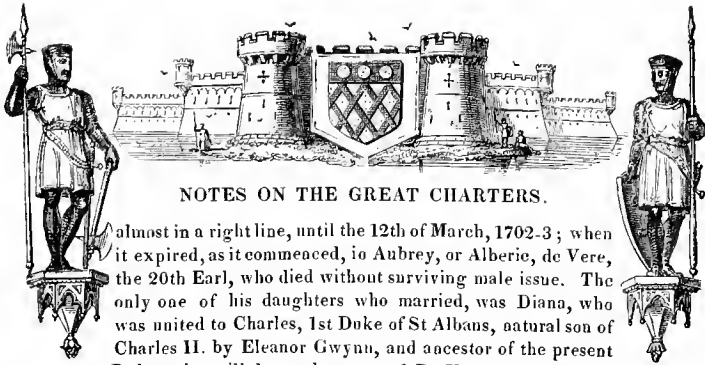 NOTES ON THE GREAT CHARTERS.
almost in a right line, until the 12th of March, 1702-3; when
it expired, as it commenced, in Aubrey, or Alberic, de Vere,
the 20th Earl, who died without surviving male issue. The
only one of his daughters who married, was Diana, who
was united to Charles, 1st Duke of St Albans, natural son of
Charles II. by Eleanor Gwynn, and ancestor of the present